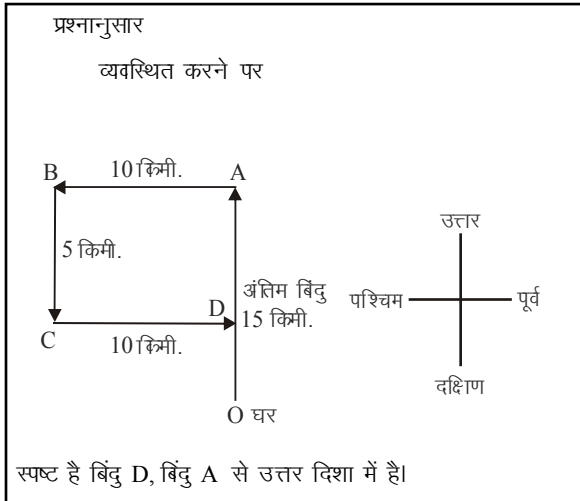 प्रश्नानुसार
व्यवस्थित करने पर
B 10 किमी. A
उत्तर
5 किमी.
अंतिम बिंदु
पश्चिम पूर्व
D 15 किमी.
C 10 किमी.
दक्षिण
O घर
स्पष्ट है बिंदु D, बिंदु A से उत्तर दिशा में है।